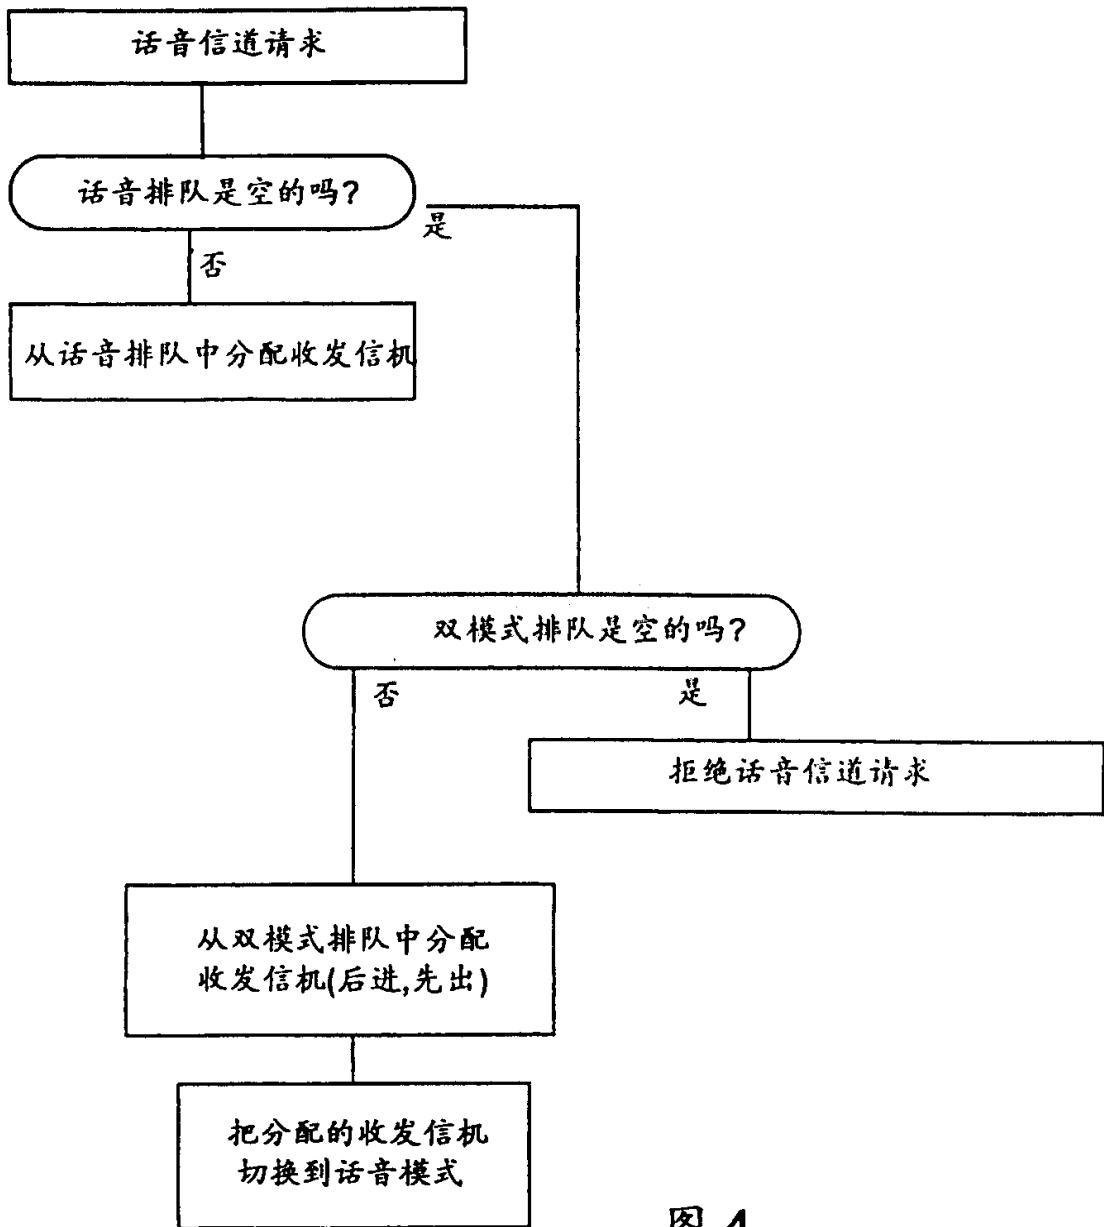 话音信道请求
话音排队是空的吗?
是
否
从话音排队中分配收发信机
双模式排队是空的吗?
否
是
拒绝话音信道请求
从双模式排队中分配
收发信机(后进,先出)
把分配的收发信机
切换到话音模式
图 4